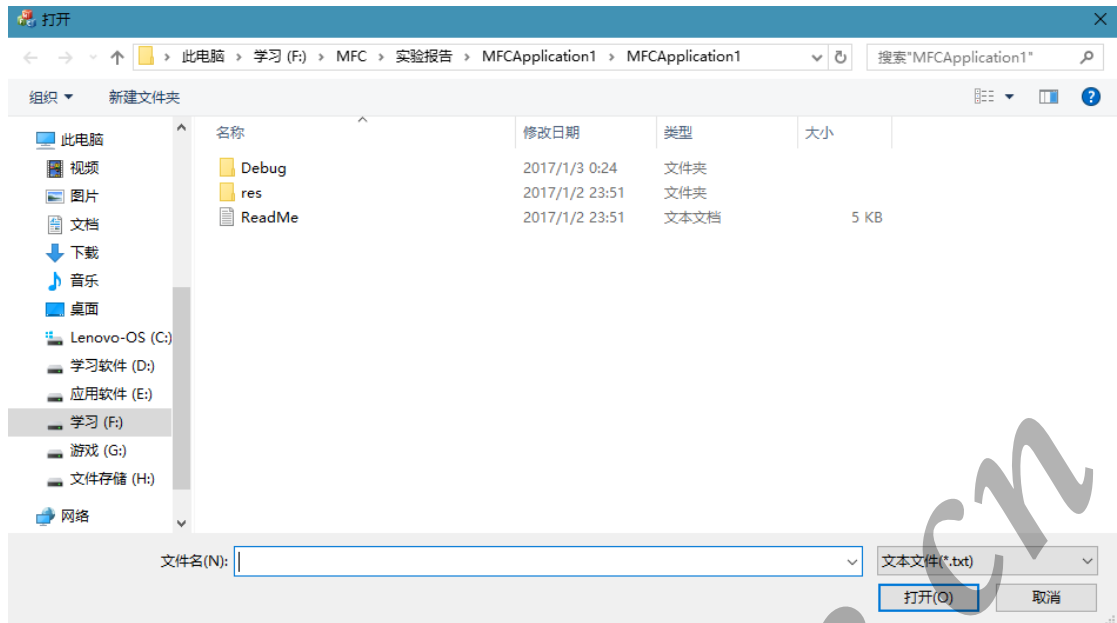 打开
此电脑 › 学习 (F:) › MFC › 实验报告 › MFCApplication1 › MFCApplication1
搜索"MFCApplication1"
组织 新建文件夹
名称 修改日期 类型 大小
Debug 2017/1/3 0:24 文件夹
res 2017/1/2 23:51 文件夹
ReadMe 2017/1/2 23:51 文本文档 5 KB
此电脑
视频
图片
文档
下载
音乐
桌面
Lenovo-OS (C:)
学习软件 (D:)
应用软件 (E:)
学习 (F:)
游戏 (G:)
文件存储 (H:)
网络
文件名(N):
文本文件(*.txt)
打开(O) 取消
cn